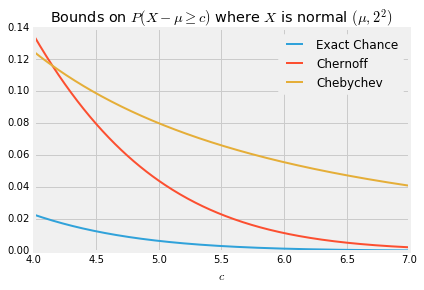 Bounds on P(X − μ ≥ c) where X is normal (μ, 2²)
0.14
0.12
0.10
0.08
0.06
0.04
0.02
0.00
Exact Chance
Chernoff
Chebychev
4.0 4.5 5.0 5.5 6.0 6.5 7.0
c